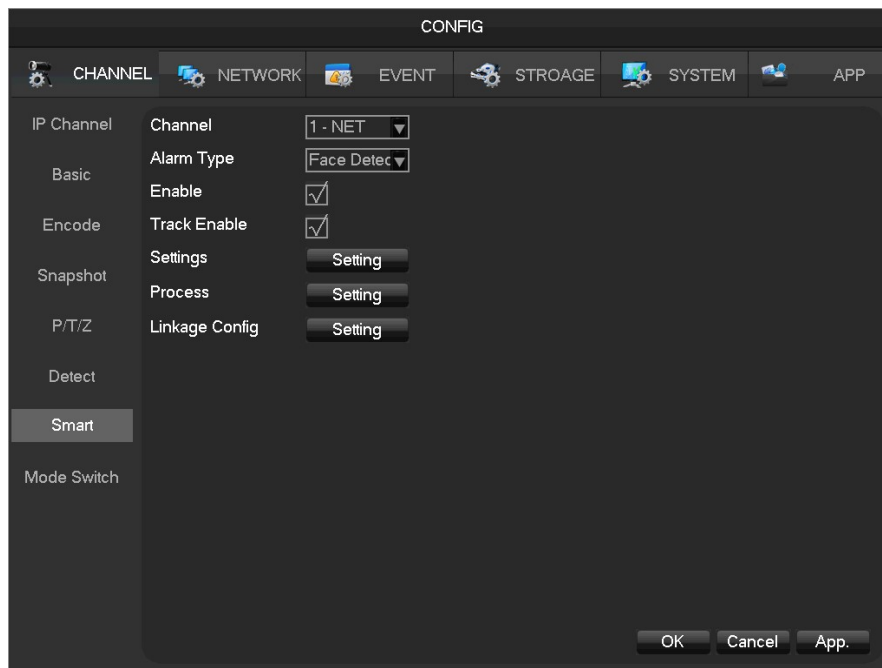 CONFIG
CHANNEL NETWORK EVENT STROAGE SYSTEM APP
IP Channel
Basic
Encode
Snapshot
P/T/Z
Detect
Smart
Mode Switch
Channel 1 - NET
Alarm Type Face Detec
Enable
Track Enable
Settings Setting
Process Setting
Linkage Config Setting
OK Cancel App.